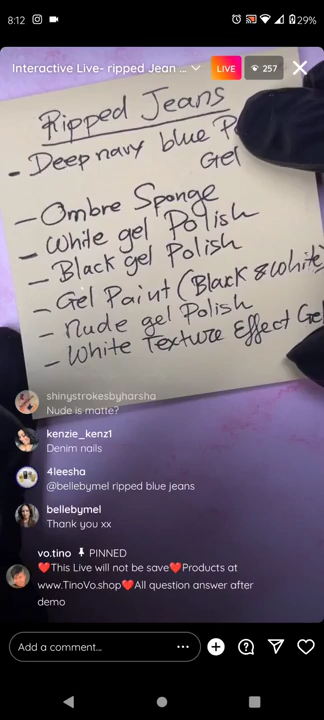 8:12
29%
Interactive Live- ripped Jean ...
LIVE
257
Ripped Jeans
- Deep navy blue
Gel
- Ombre Sponge
- White gel Polish
- Black gel Polish
- Gel Paint (Black & White)
- nude gel Polish
- White Texture Effect Gel
shinystrokesbyharsha
Nude is matte?
kenzie_kenz1
Denim nails
4leesha
@bellebymel ripped blue jeans
bellebymel
Thank you xx
vo.tino PINNED
❤️This Live will not be save❤️Products at
www.TinoVo.shop❤️All question answer after
demo
Add a comment...